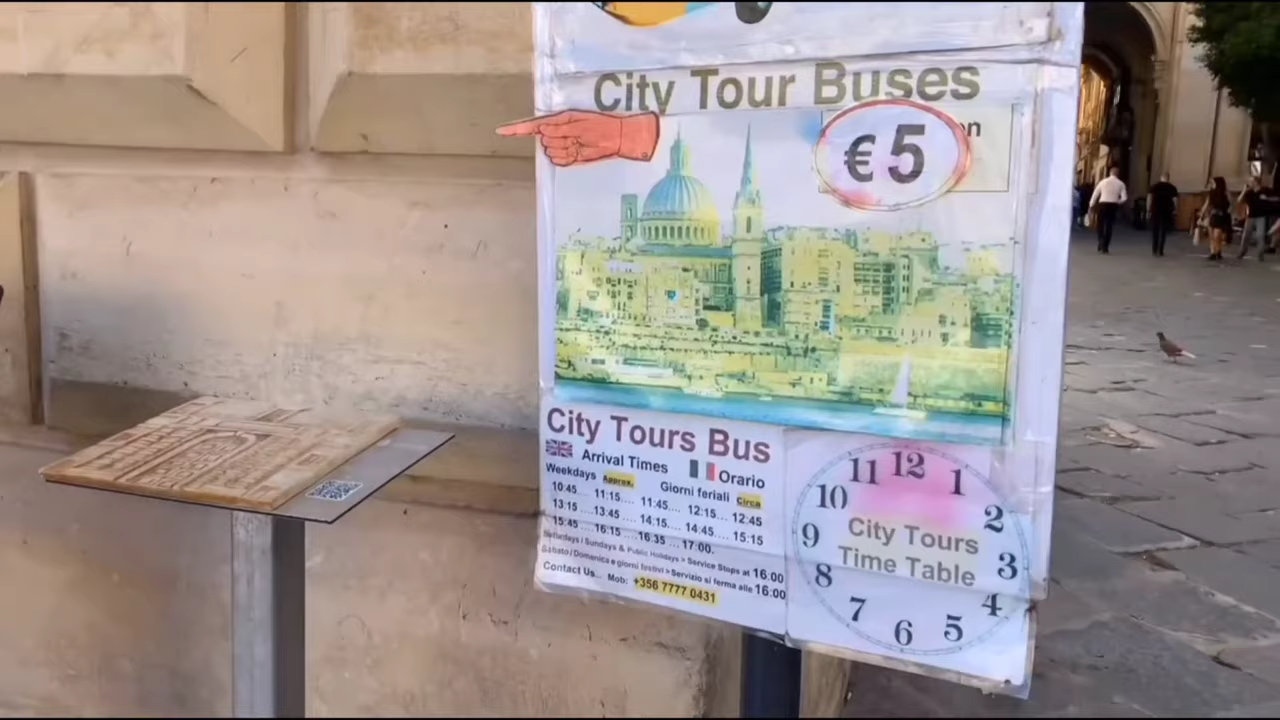 City Tour Buses
€5
City Tours Bus
Arrival Times Orario
Weekdays Approx. Giorni feriali Circa
10:45 .... 11:15.... 11:45.... 12:15 .... 12:45
13:15 ....13:45 .... 14:15.... 14:45 .... 15:15
15:45 ....16:15 .... 16:35 .... 17:00.
Saturdays / Sundays & Public Holidays > Service Stops at 16:00
Sabato / Domenica e giorni festivi > Servizio si ferma alle 16:00
Contact Us... Mob: +356 7777 0431
11 12 1
10 2
9 3
8 4
7 6 5
City Tours
Time Table